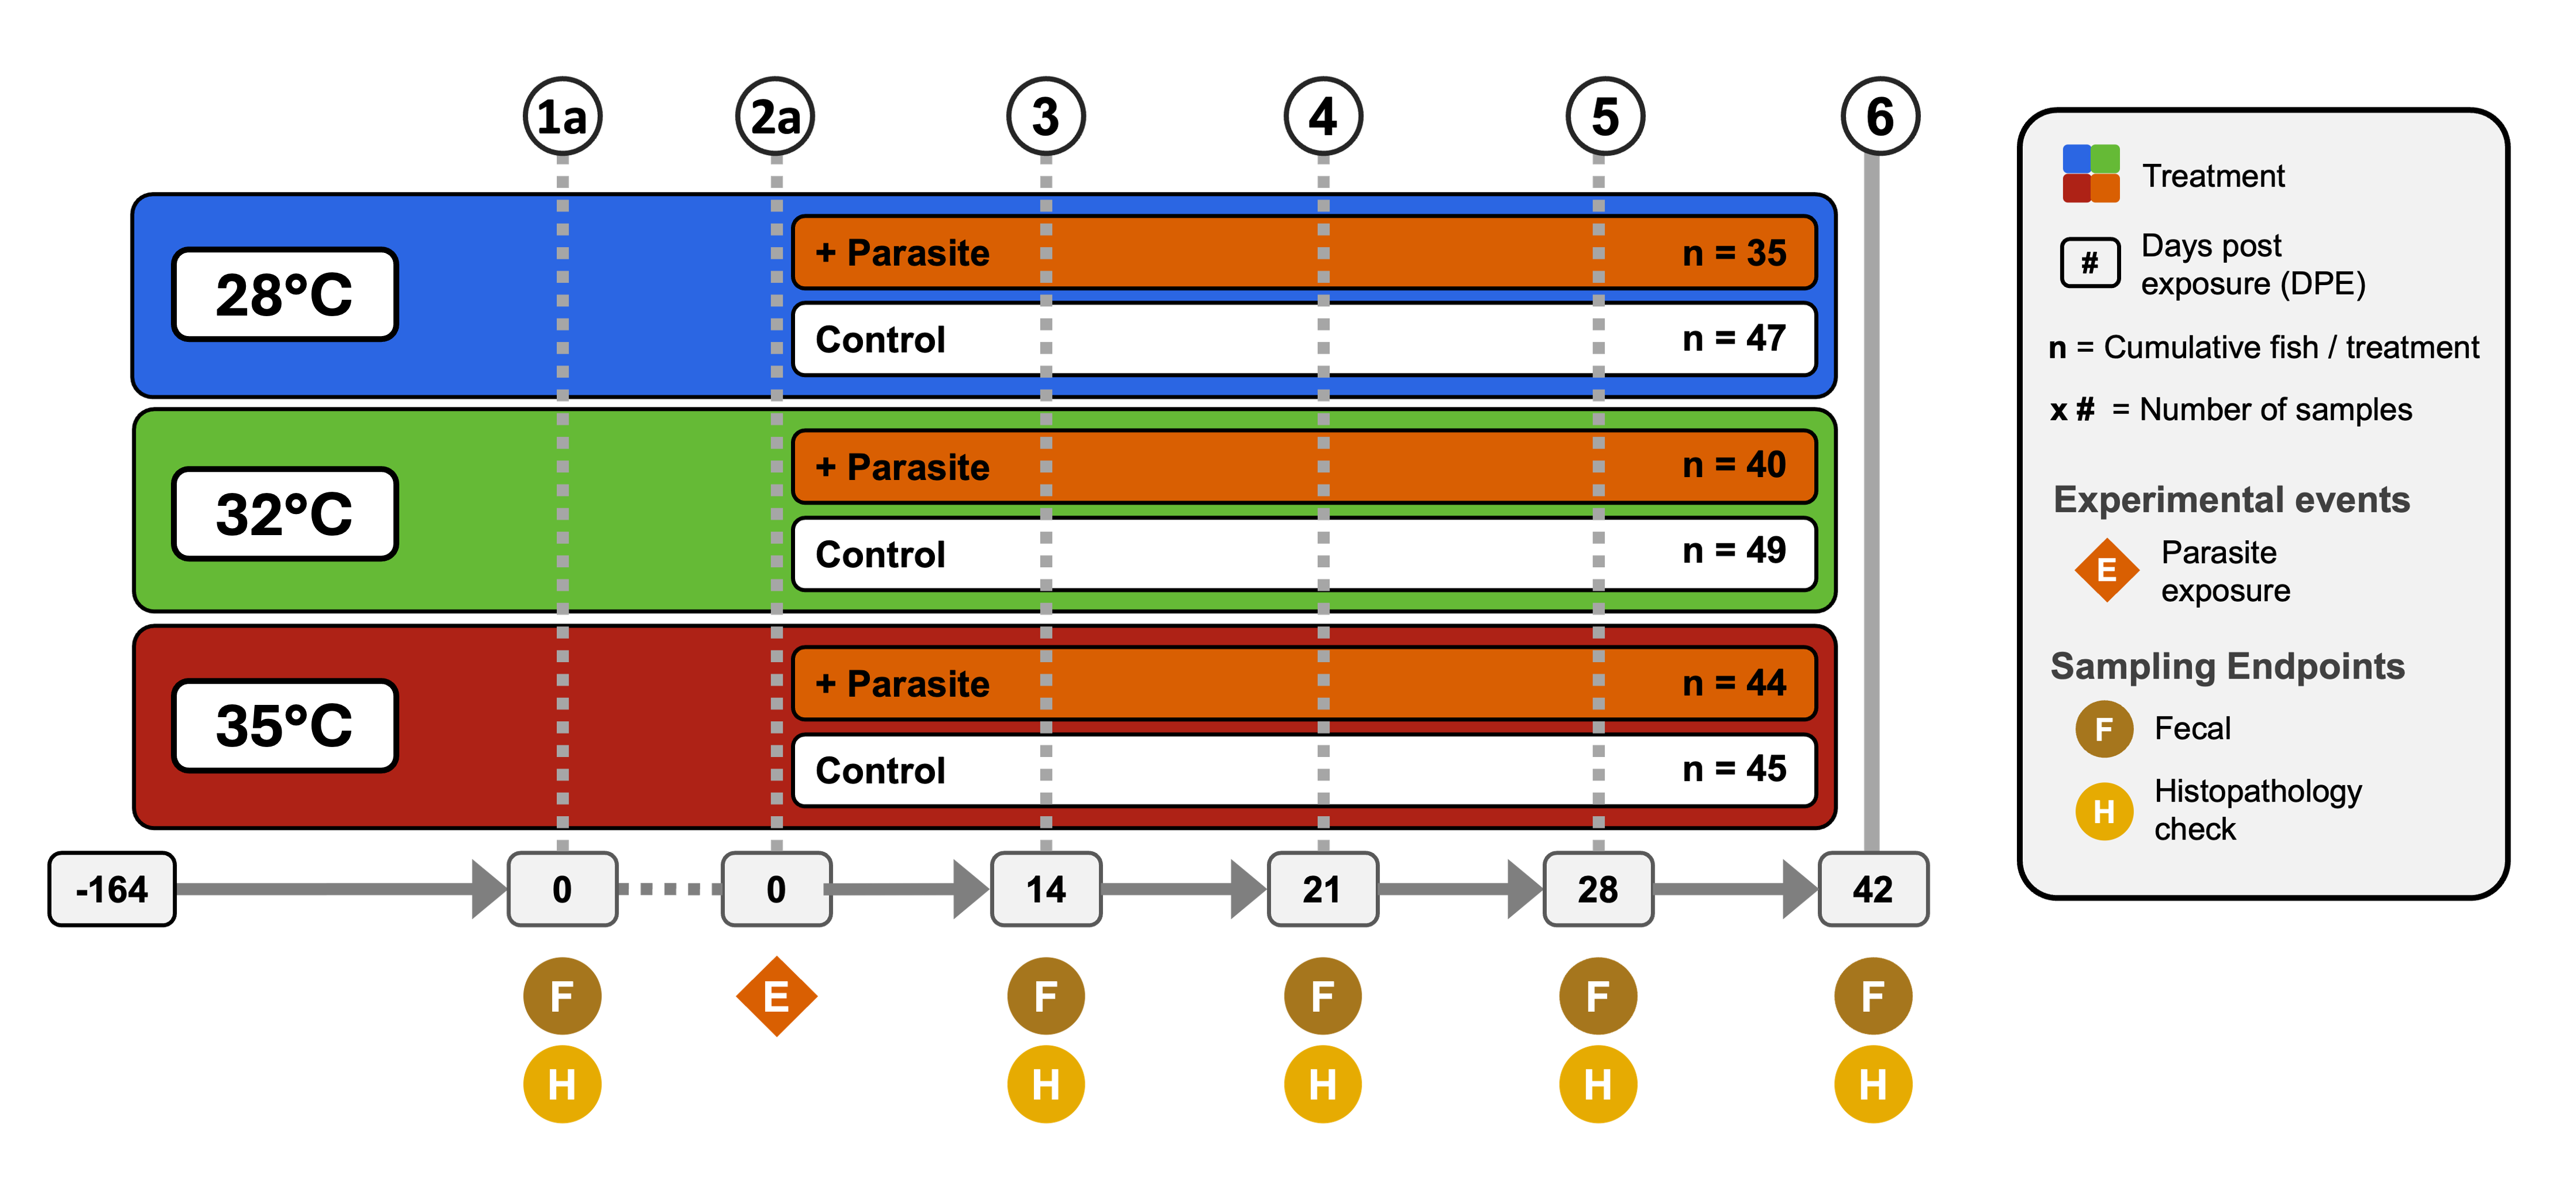 1a
2a
3
4
5
6
28°C
+ Parasite
n = 35
Control
n = 47
32°C
+ Parasite
n = 40
Control
n = 49
35°C
+ Parasite
n = 44
Control
n = 45
-164
0
0
14
21
28
42
F
E
F
F
F
F
H
H
H
H
H
Treatment
#
Days post
exposure (DPE)
n = Cumulative fish / treatment
x # = Number of samples
Experimental events
E
Parasite
exposure
Sampling Endpoints
F
Fecal
H
Histopathology
check